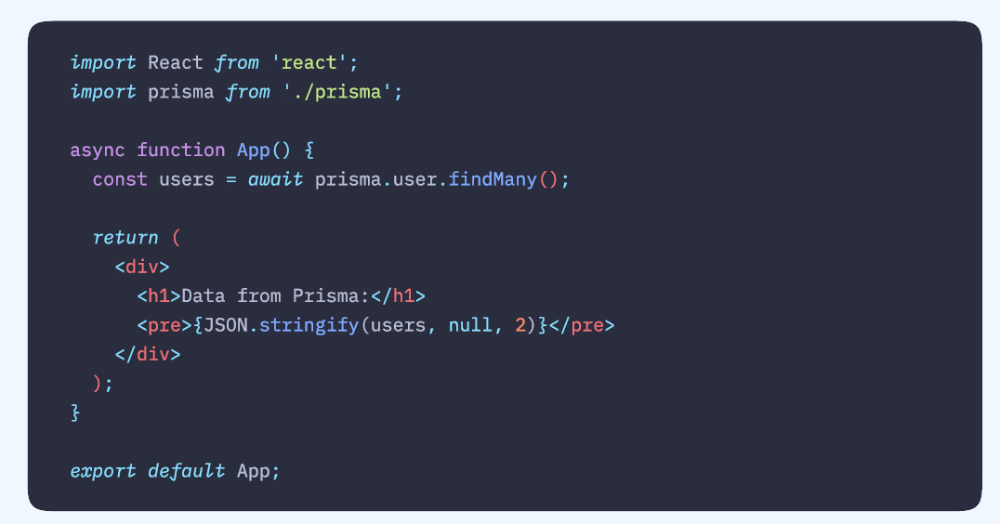 import React from 'react';
import prisma from './prisma';
async function App() {
const users = await prisma.user.findMany();
return (
<div>
<h1>Data from Prisma:</h1>
<pre>{JSON.stringify(users, null, 2)}</pre>
</div>
);
}
export default App;